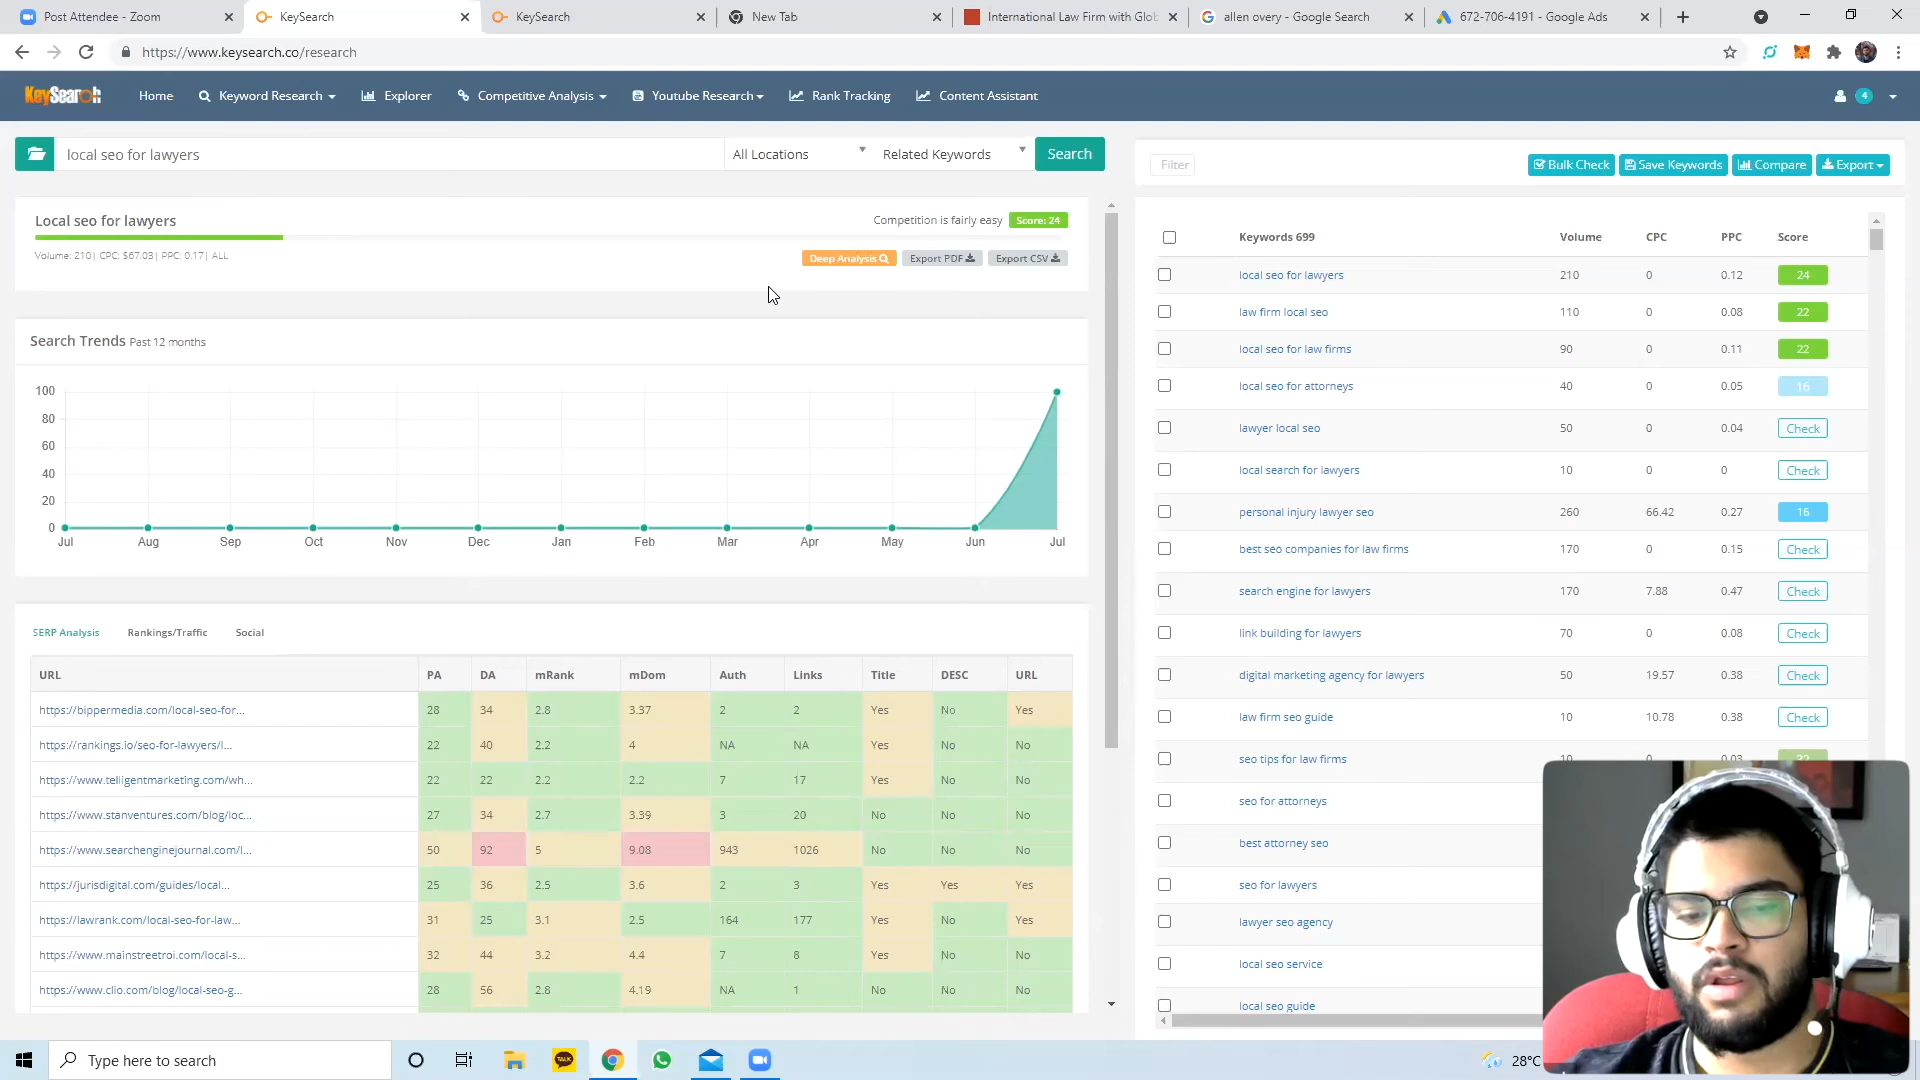 Post Attendee - Zoom
KeySearch
KeySearch
New Tab
International Law Firm with Glob
allen overy - Google Search
672-706-4191 - Google Ads
https://www.keysearch.co/research
KeySearch
Home
Keyword Research
Explorer
Competitive Analysis
Youtube Research
Rank Tracking
Content Assistant
4
local seo for lawyers
All Locations
Related Keywords
Search
Local seo for lawyers
Competition is fairly easy
Score: 24
Volume: 210| CPC: $67.03| PPC: 0.17| ALL
Deep Analysis
Export PDF
Export CSV
Search Trends Past 12 months
100
80
60
40
20
0
Jul Aug Sep Oct Nov Dec Jan Feb Mar Apr May Jun Jul
SERP Analysis Rankings/Traffic Social
URL PA DA mRank mDom Auth Links Title DESC URL
https://bippermedia.com/local-seo-for... 28 34 2.8 3.37 2 2 Yes No Yes
https://rankings.io/seo-for-lawyers/l... 22 40 2.2 4 NA NA Yes No No
https://www.telligentmarketing.com/wh... 22 22 2.2 2.2 7 17 Yes No No
https://www.stanventures.com/blog/loc... 27 34 2.7 3.39 3 20 No No No
https://www.searchenginejournal.com/l... 50 92 5 9.08 943 1026 No No No
https://jurisdigital.com/guides/local... 25 36 2.5 3.6 2 3 Yes Yes Yes
https://lawrank.com/local-seo-for-law... 31 25 3.1 2.5 164 177 Yes No Yes
https://www.mainstreetroi.com/local-s... 32 44 3.2 4.4 7 8 Yes No No
https://www.clio.com/blog/local-seo-g... 28 56 2.8 4.19 NA 1 No No No
Filter
Bulk Check
Save Keywords
Compare
Export
Keywords 699 Volume CPC PPC Score
local seo for lawyers 210 0 0.12 24
law firm local seo 110 0 0.08 22
local seo for law firms 90 0 0.11 22
local seo for attorneys 40 0 0.05 16
lawyer local seo 50 0 0.04 Check
local search for lawyers 10 0 0 Check
personal injury lawyer seo 260 66.42 0.27 16
best seo companies for law firms 170 0 0.15 Check
search engine for lawyers 170 7.88 0.47 Check
link building for lawyers 70 0 0.08 Check
digital marketing agency for lawyers 50 19.57 0.38 Check
law firm seo guide 10 10.78 0.38 Check
seo tips for law firms 10 0 0.03
seo for attorneys
best attorney seo
seo for lawyers
lawyer seo agency
local seo service
local seo guide
Type here to search
TALK
28°C